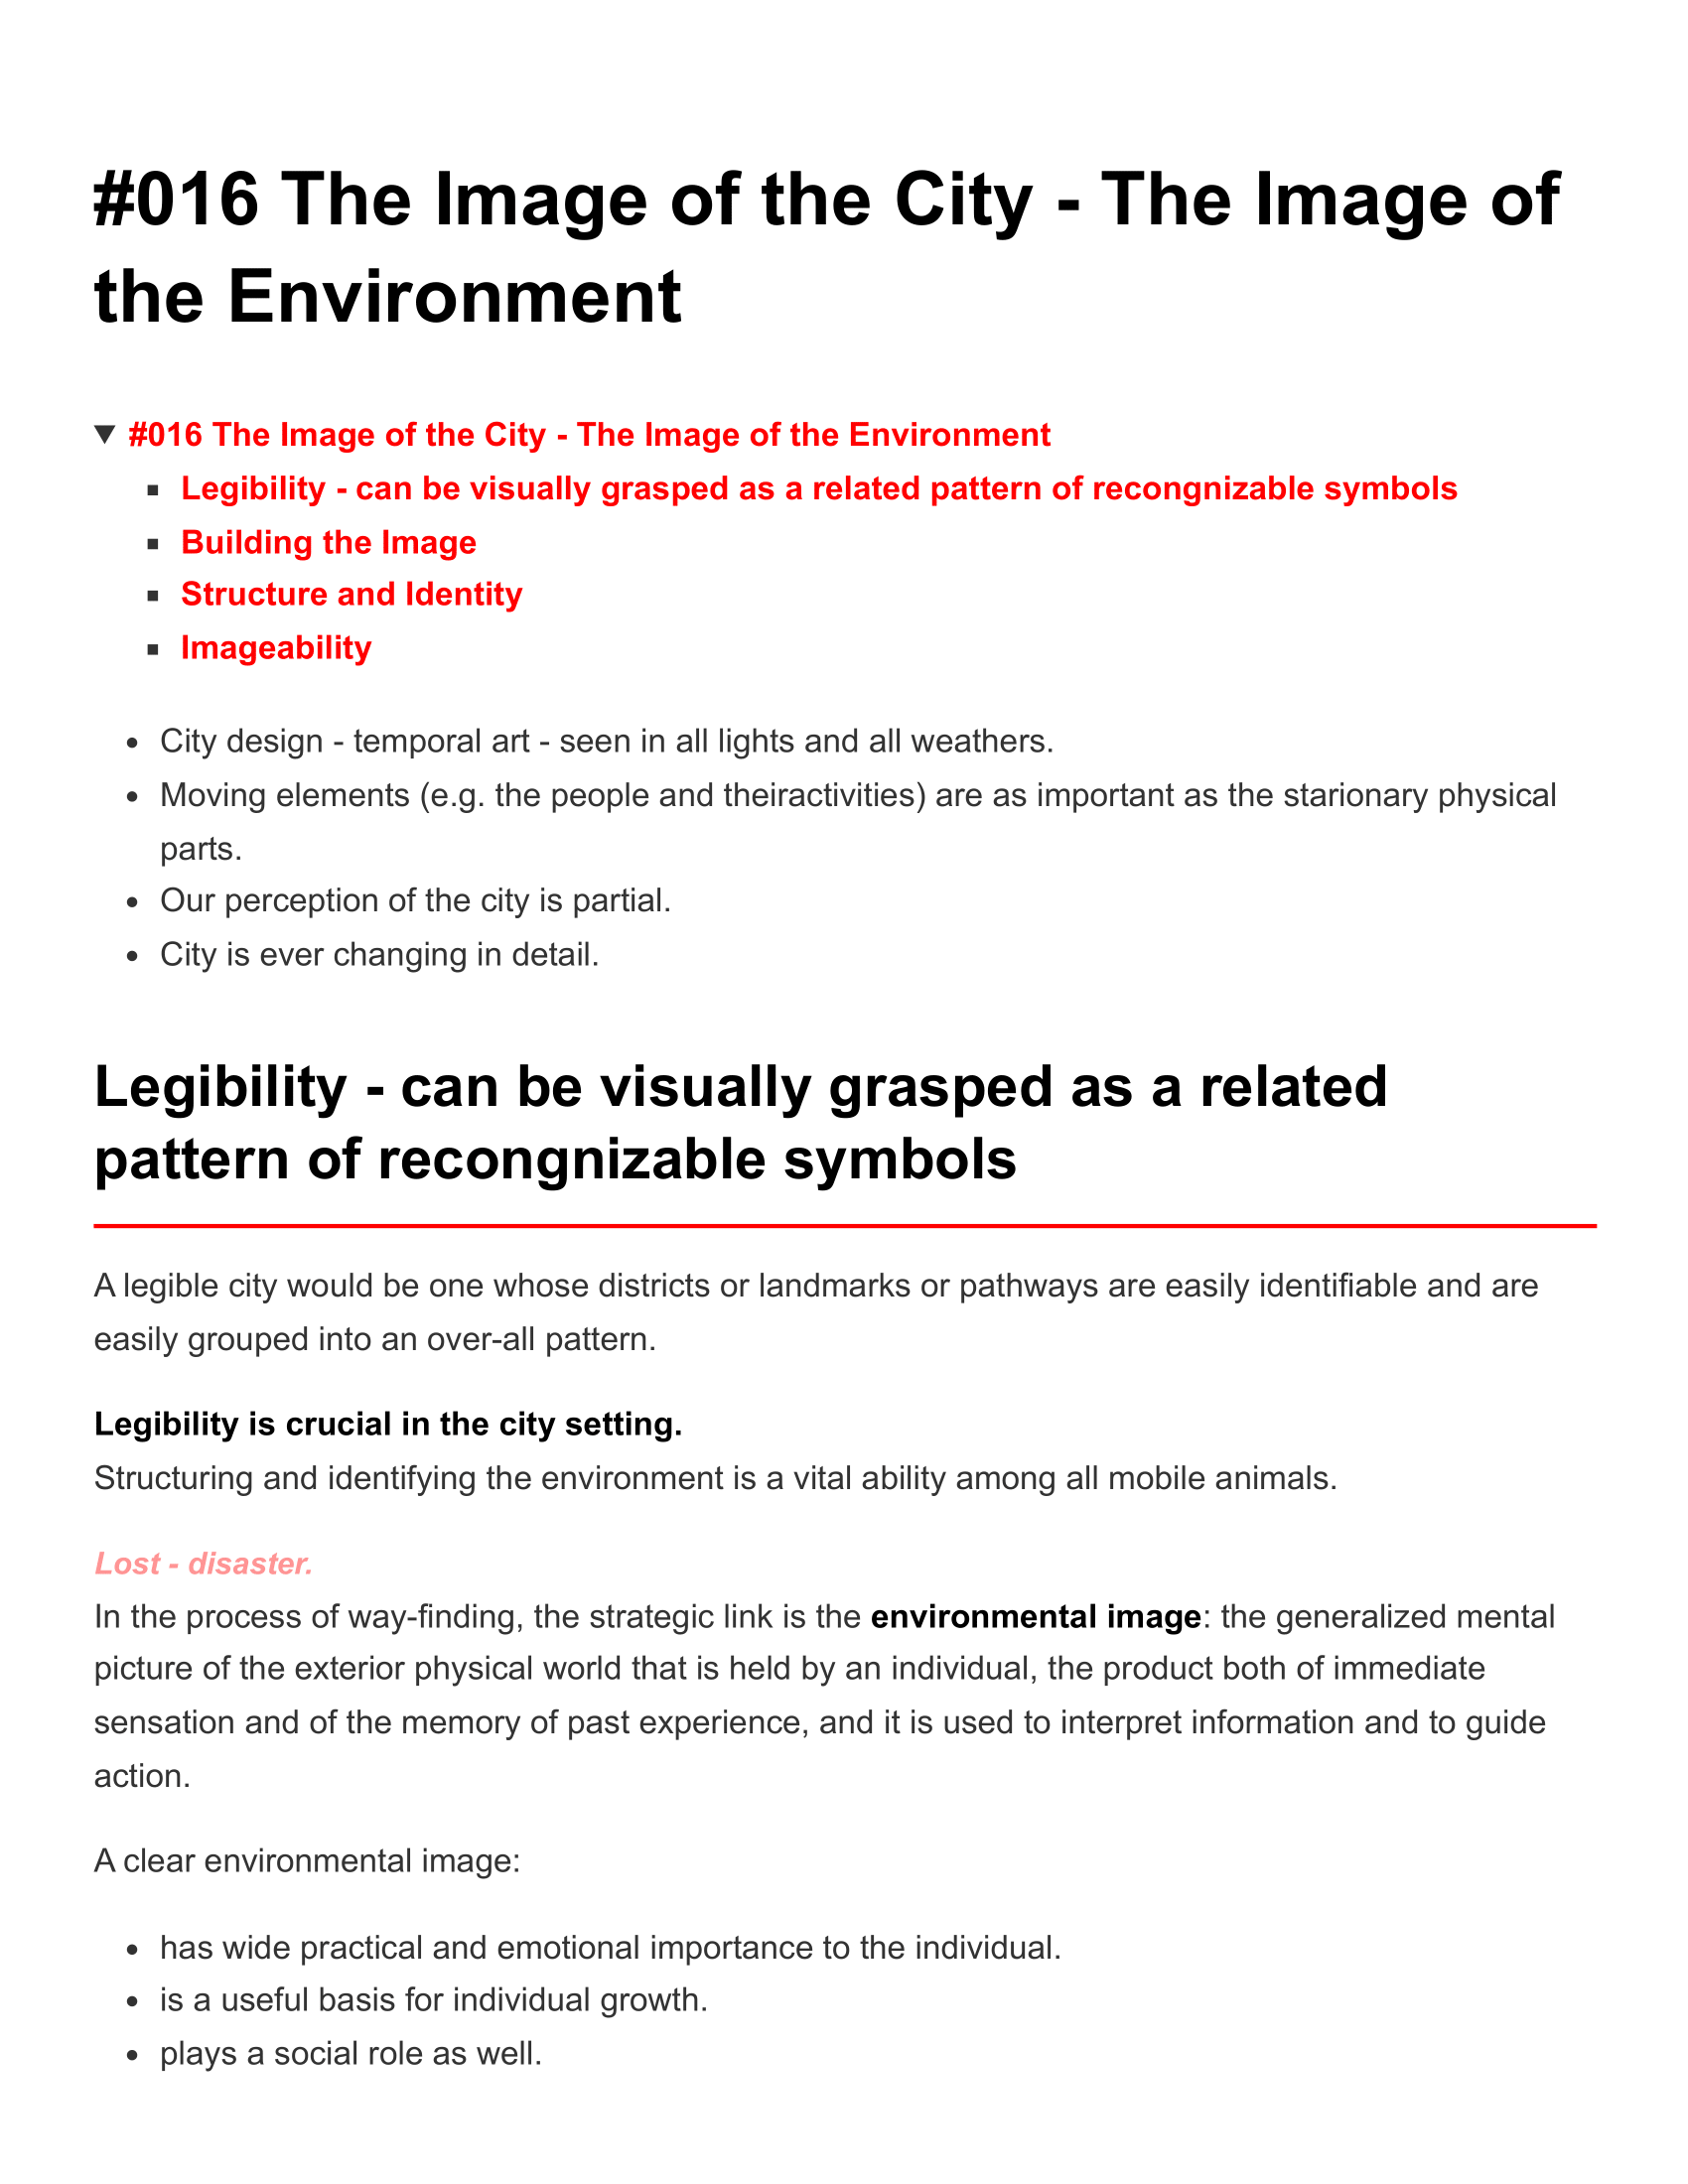 #016 The Image of the City - The Image of
the Environment
#016 The Image of the City - The Image of the Environment
Legibility - can be visually grasped as a related pattern of recongnizable symbols
Building the Image
Structure and Identity
Imageability
City design - temporal art - seen in all lights and all weathers.
Moving elements (e.g. the people and theiractivities) are as important as the starionary physical
parts.
Our perception of the city is partial.
City is ever changing in detail.
Legibility - can be visually grasped as a related
pattern of recongnizable symbols
A legible city would be one whose districts or landmarks or pathways are easily identifiable and are
easily grouped into an over-all pattern.
Legibility is crucial in the city setting.
Structuring and identifying the environment is a vital ability among all mobile animals.
Lost - disaster.
In the process of way-finding, the strategic link is the environmental image: the generalized mental
picture of the exterior physical world that is held by an individual, the product both of immediate
sensation and of the memory of past experience, and it is used to interpret information and to guide
action.
A clear environmental image:
has wide practical and emotional importance to the individual.
is a useful basis for individual growth.
plays a social role as well.